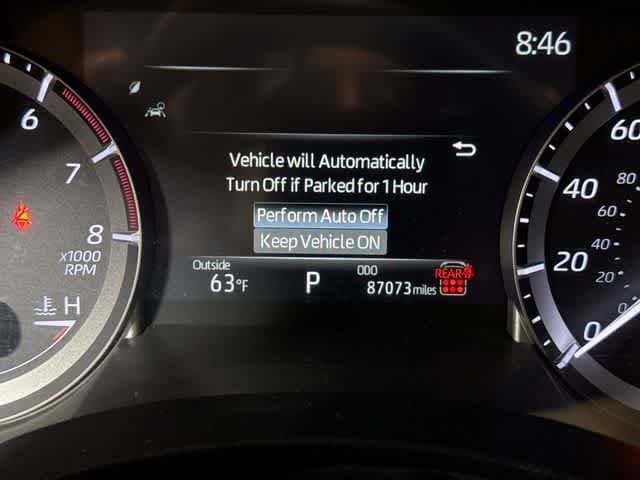 8:46
Vehicle will Automatically
Turn Off if Parked for 1 Hour
Perform Auto Off
Keep Vehicle ON
Outside
63°F
P
ODO
87073 miles
REAR
6
7
8
x1000
RPM
H
60
40
20
0
80
60
40
20
0